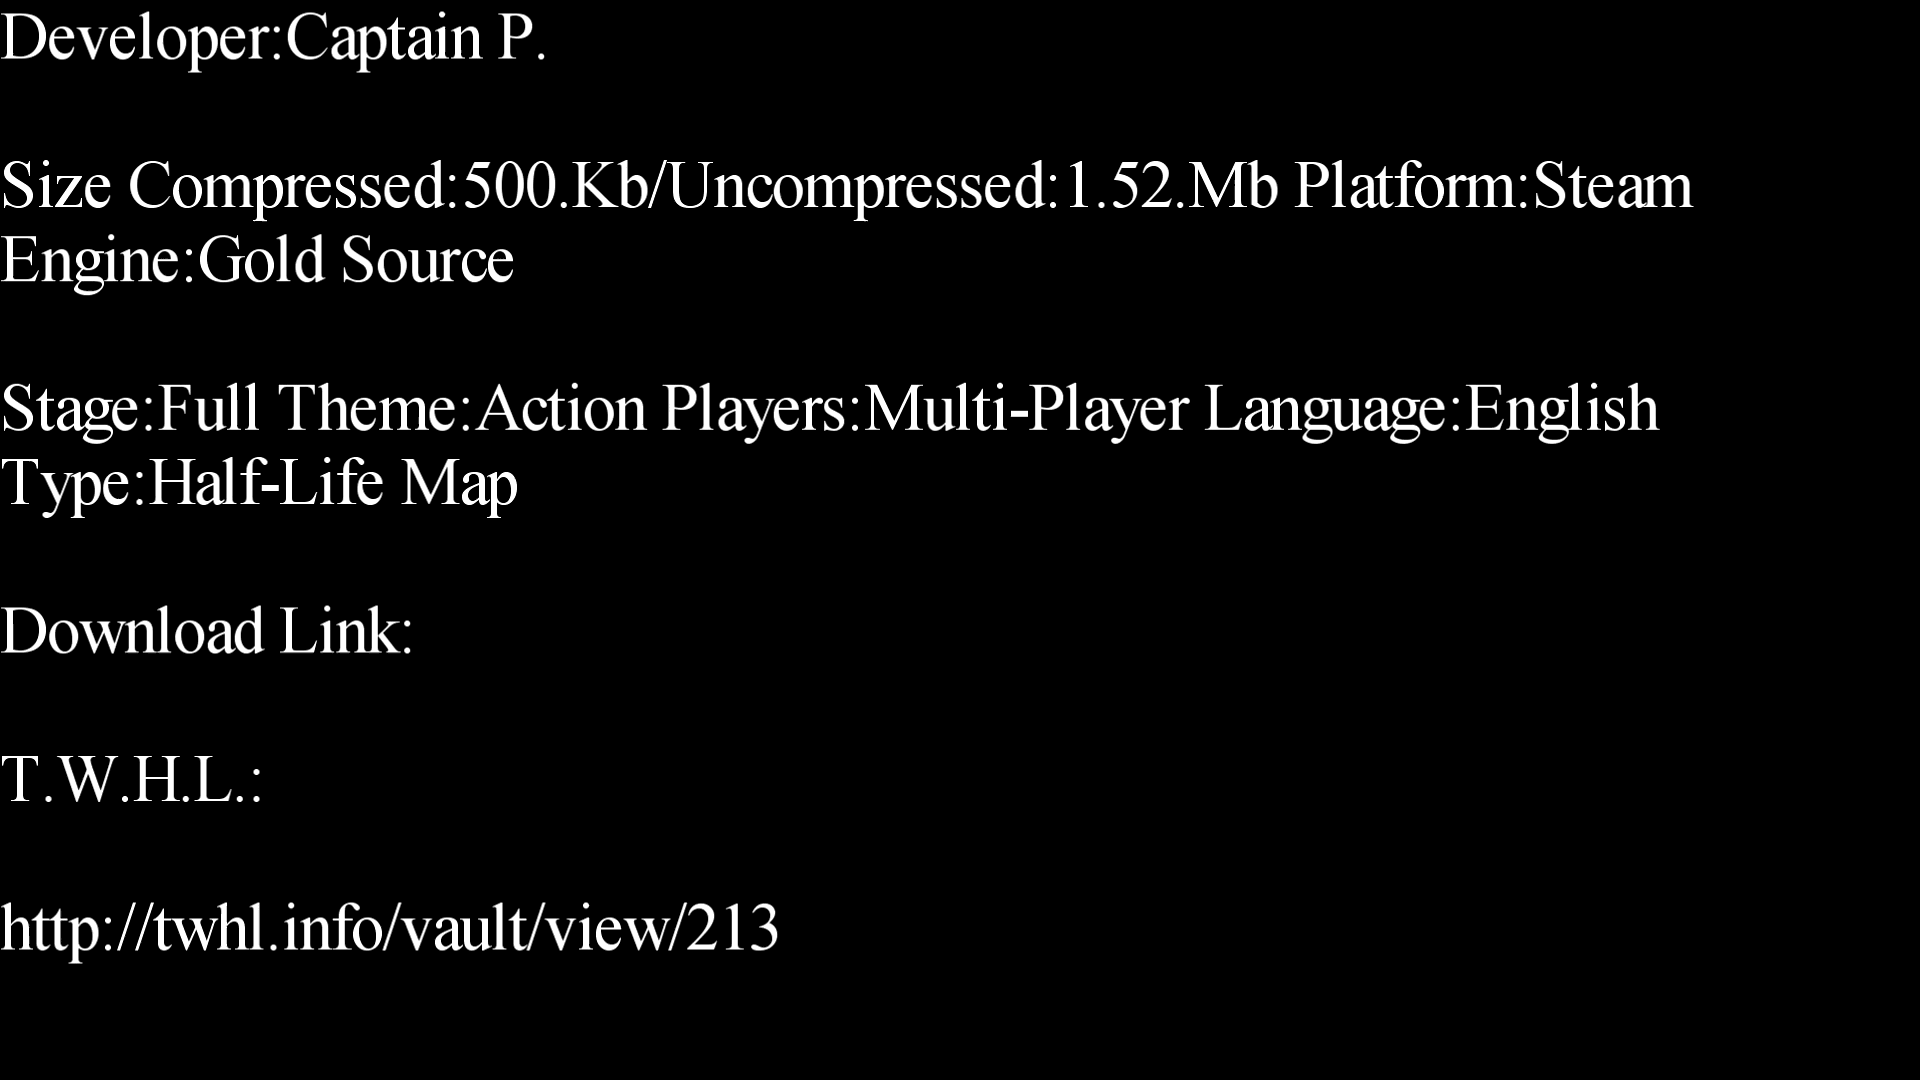 Developer:Captain P.
Size Compressed:500.Kb/Uncompressed:1.52.Mb Platform:Steam
Engine:Gold Source
Stage:Full Theme:Action Players:Multi-Player Language:English
Type:Half-Life Map
Download Link:
T.W.H.L.:
http://twhl.info/vault/view/213